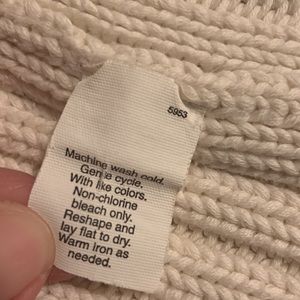 5953
Machine wash cold.
Gentle cycle.
With like colors.
Non-chlorine
bleach only.
Reshape and
lay flat to dry.
Warm iron as
needed.